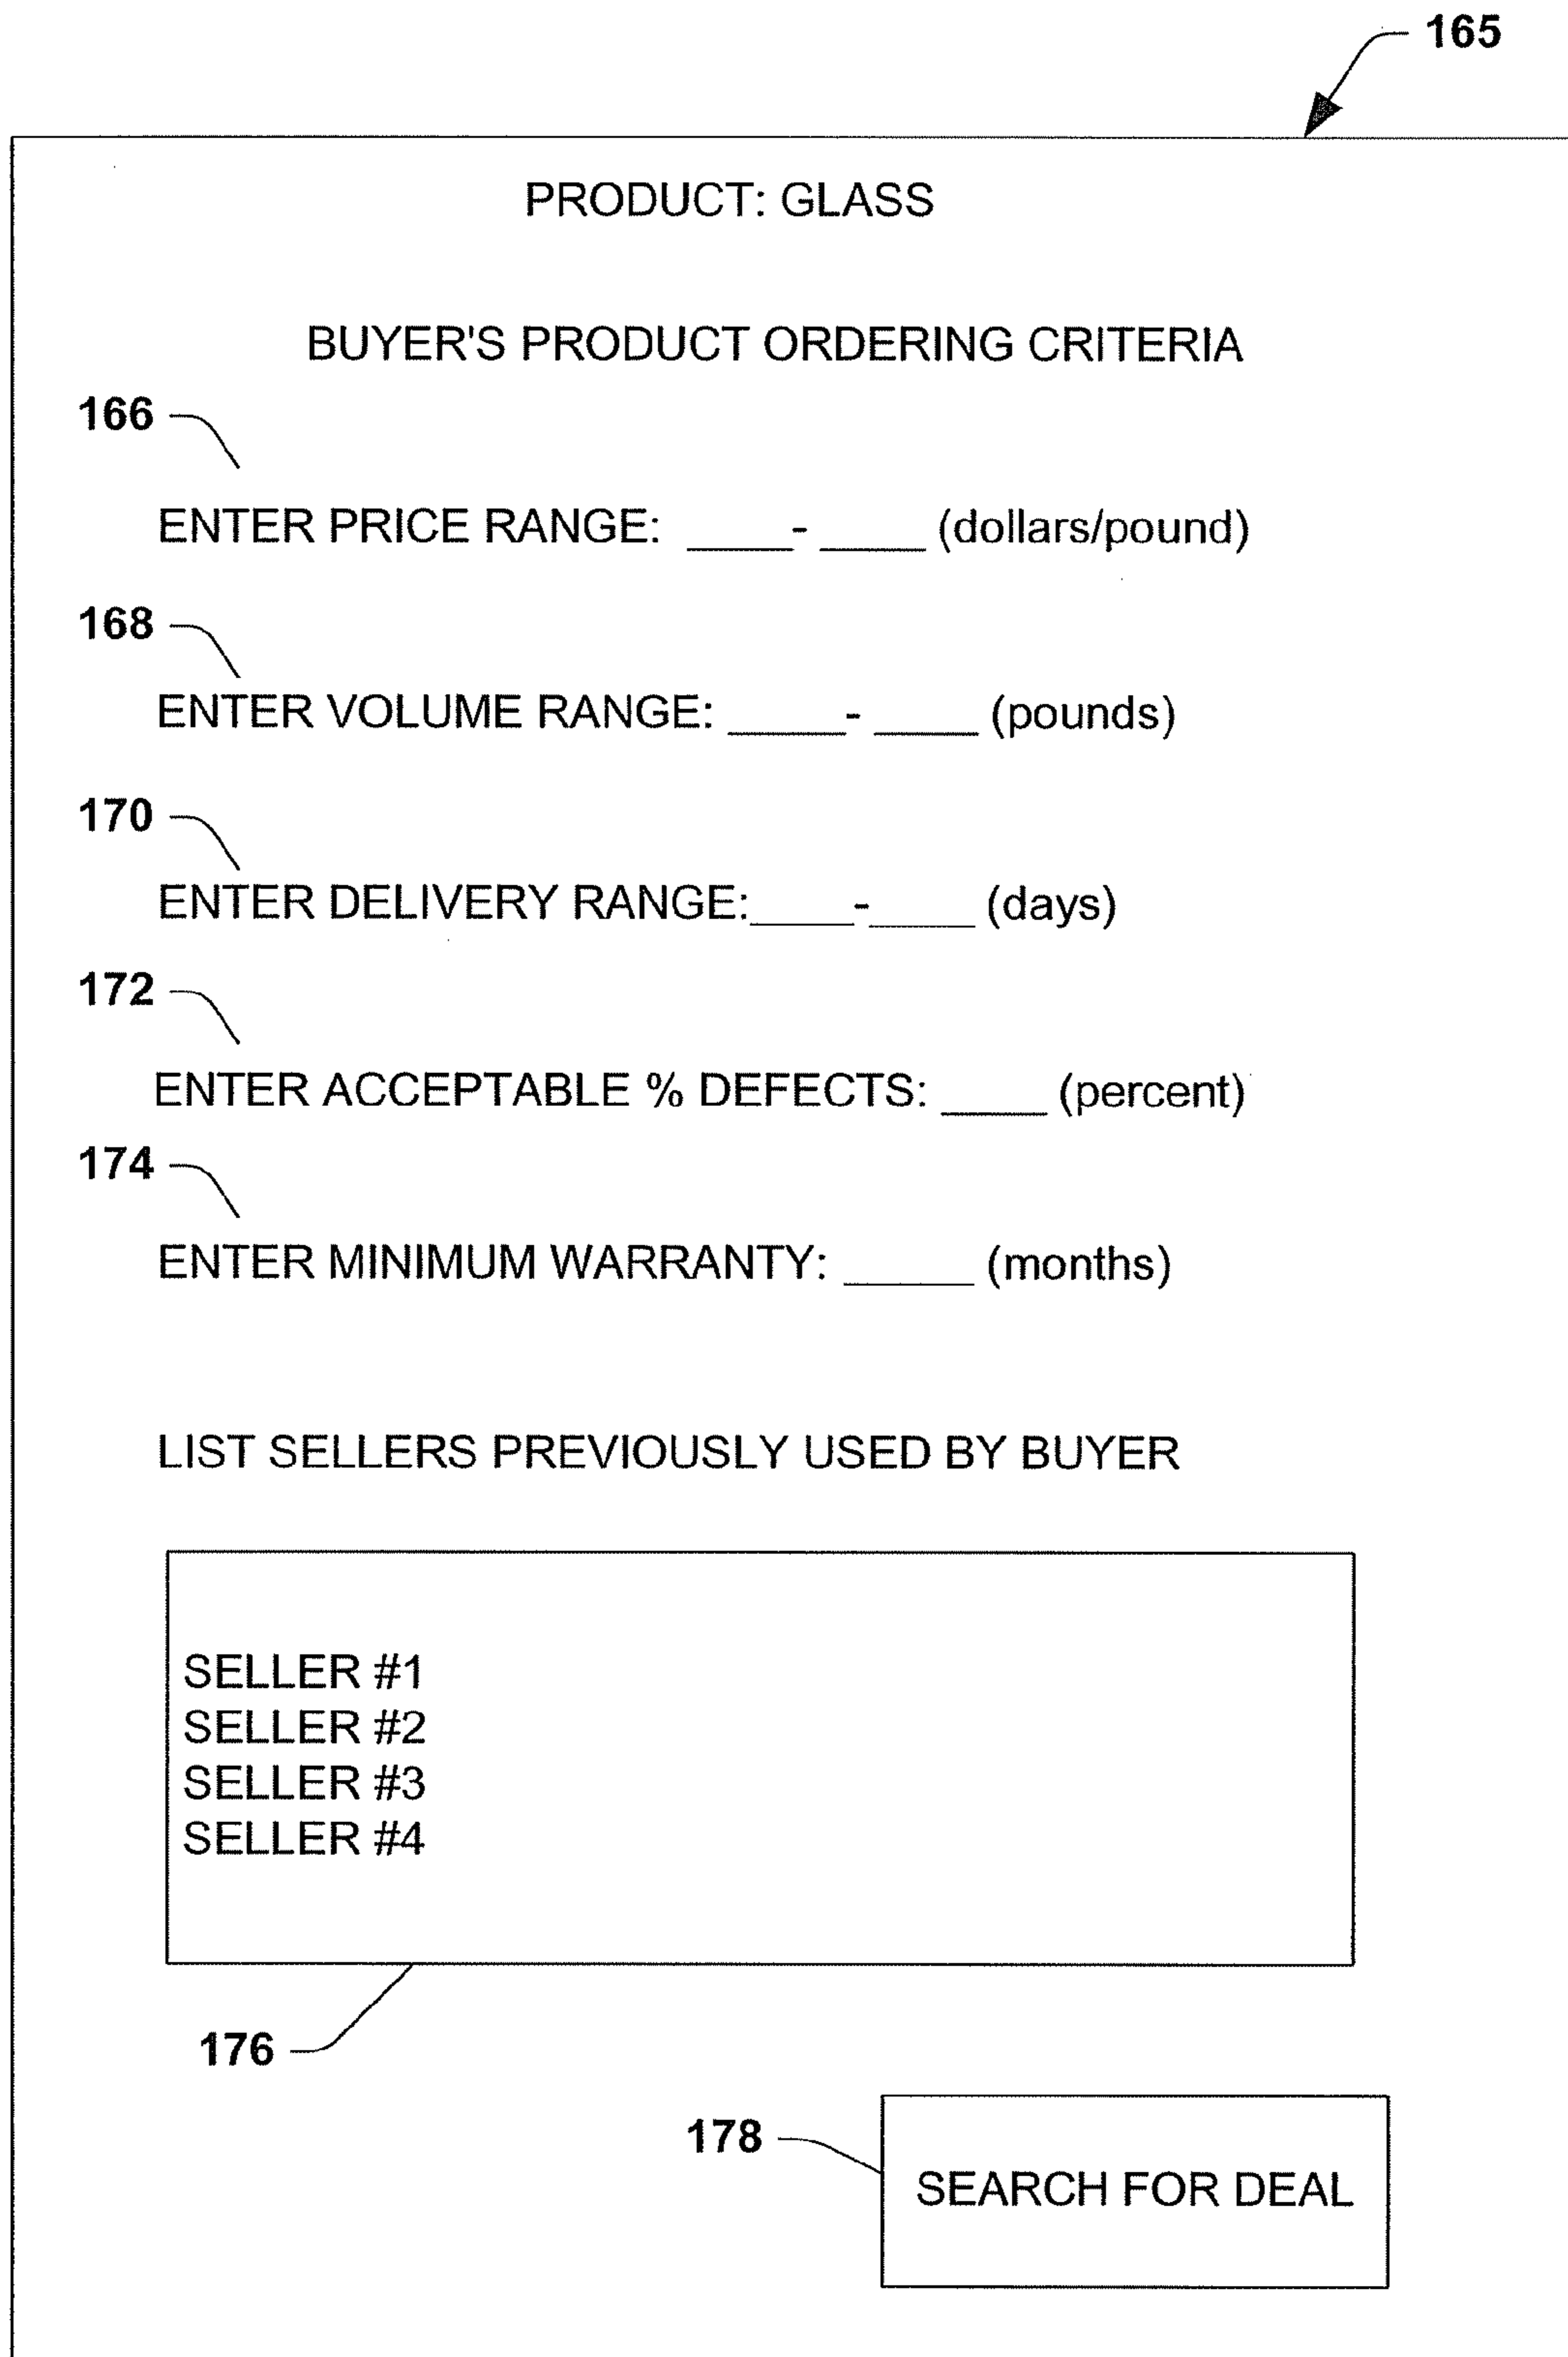 165
PRODUCT: GLASS
BUYER'S PRODUCT ORDERING CRITERIA
166
ENTER PRICE RANGE: ____- ____ (dollars/pound)
168
ENTER VOLUME RANGE: ____- ____ (pounds)
170
ENTER DELIVERY RANGE:____-____ (days)
172
ENTER ACCEPTABLE % DEFECTS: ____ (percent)
174
ENTER MINIMUM WARRANTY: _____ (months)
LIST SELLERS PREVIOUSLY USED BY BUYER
SELLER #1
SELLER #2
SELLER #3
SELLER #4
176
178
SEARCH FOR DEAL